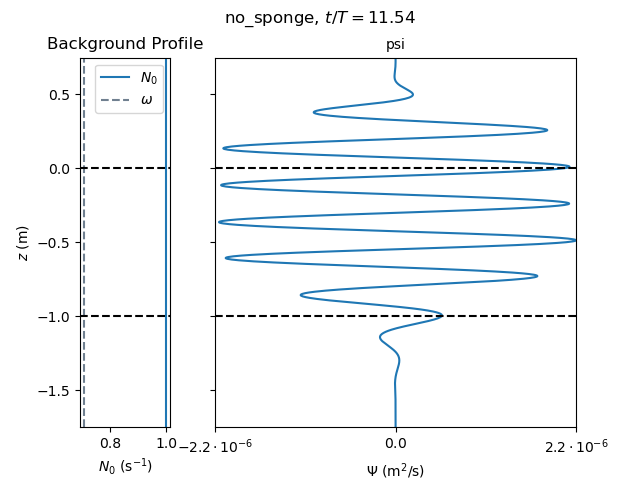 no_sponge, t/T = 11.54
Background Profile
psi
N₀
ω
0.5
0.0
−0.5
−1.0
−1.5
z (m)
0.8
1.0
N₀ (s⁻¹)
−2.2 · 10⁻⁶
0.0
2.2 · 10⁻⁶
Ψ (m²/s)